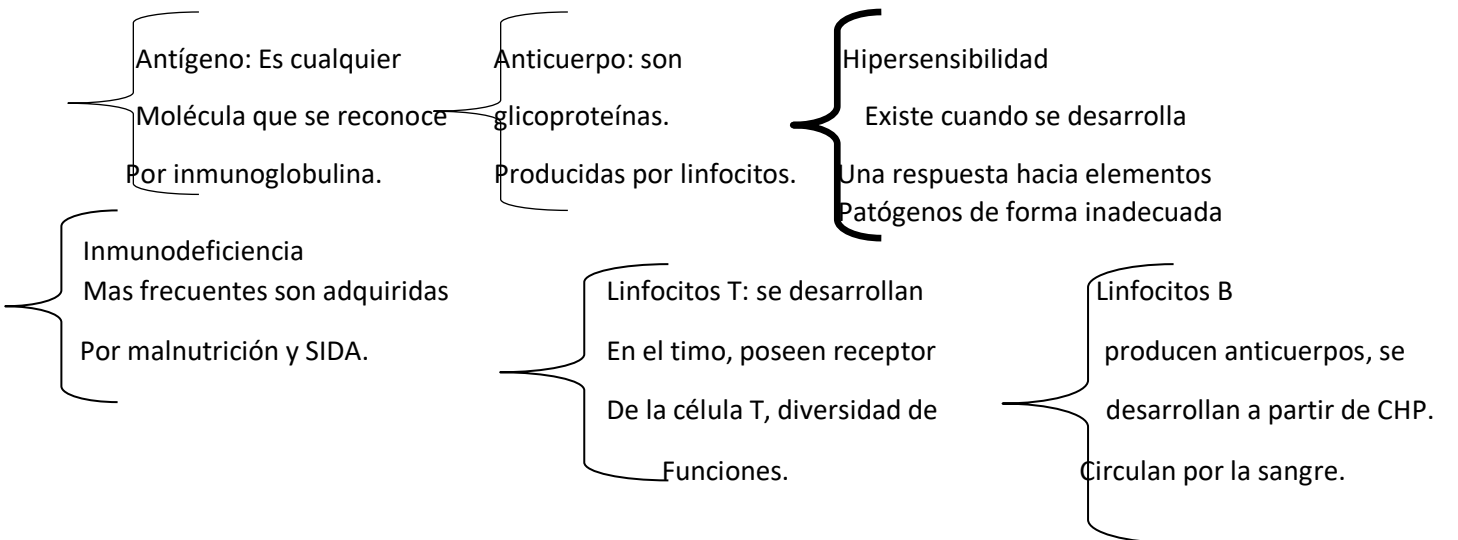 Antígeno: Es cualquier
Molécula que se reconoce
Por inmunoglobulina.
Anticuerpo: son
glicoproteínas.
Producidas por linfocitos.
Hipersensibilidad
Existe cuando se desarrolla
Una respuesta hacia elementos
Patógenos de forma inadecuada
Inmunodeficiencia
Mas frecuentes son adquiridas
Por malnutrición y SIDA.
Linfocitos T: se desarrollan
En el timo, poseen receptor
De la célula T, diversidad de
Funciones.
Linfocitos B
producen anticuerpos, se
desarrollan a partir de CHP.
Circulan por la sangre.